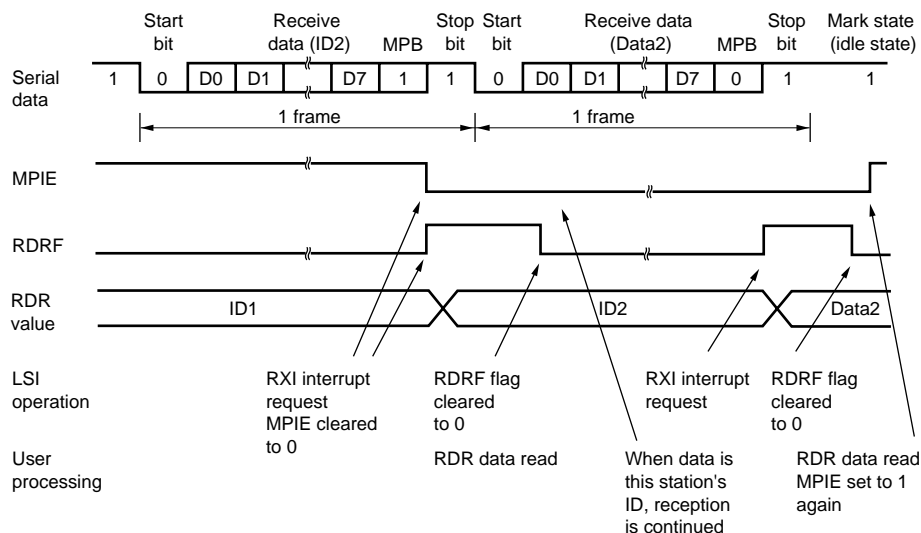 Start bit
Receive data (ID2)
MPB
Stop bit
Start bit
Receive data (Data2)
MPB
Stop bit
Mark state (idle state)
Serial data
1 0 D0 D1 D7 1 1 0 D0 D1 D7 0 1 1
1 frame 1 frame
MPIE
RDRF
RDR value
ID1 ID2 Data2
LSI operation
RXI interrupt request
MPIE cleared to 0
RDRF flag cleared to 0
RXI interrupt request
RDRF flag cleared to 0
User processing
RDR data read
When data is this station's ID, reception is continued
RDR data read
MPIE set to 1 again